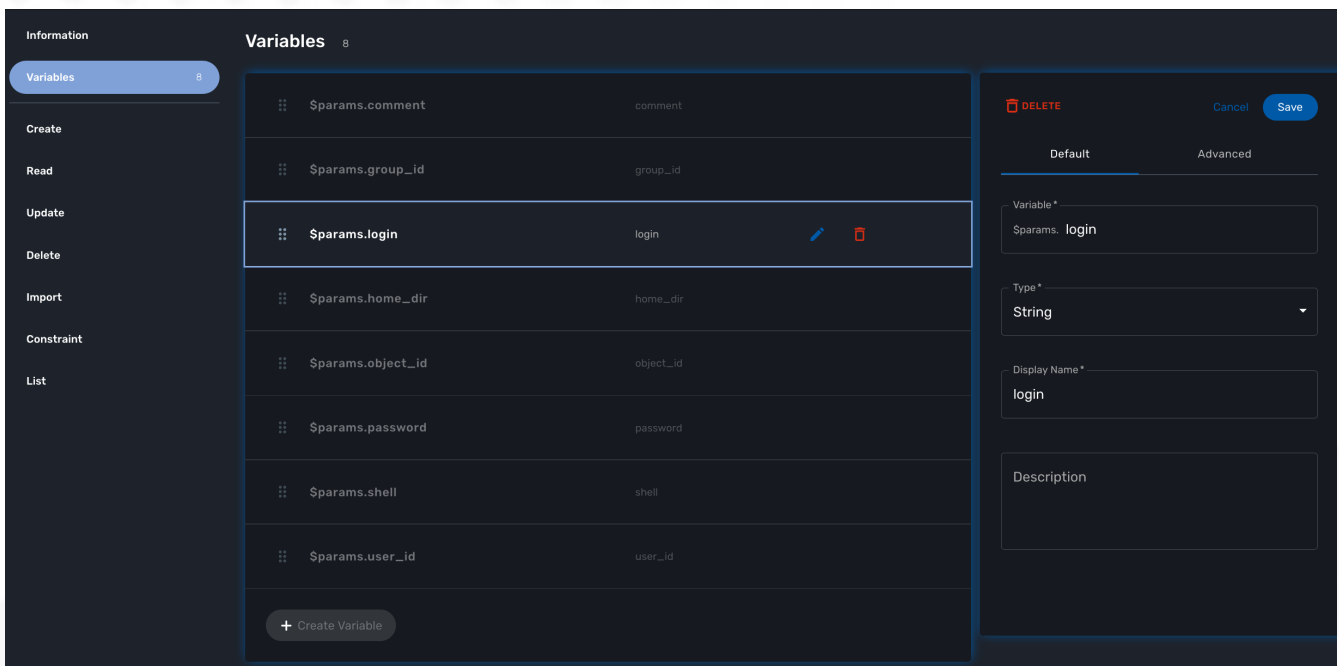 Information
Variables 8
Create
Read
Update
Delete
Import
Constraint
List
Variables 8
$params.comment comment
$params.group_id group_id
$params.login login
$params.home_dir home_dir
$params.object_id object_id
$params.password password
$params.shell shell
$params.user_id user_id
+ Create Variable
DELETE Cancel Save
Default Advanced
Variable*
$params. login
Type*
String
Display Name*
login
Description